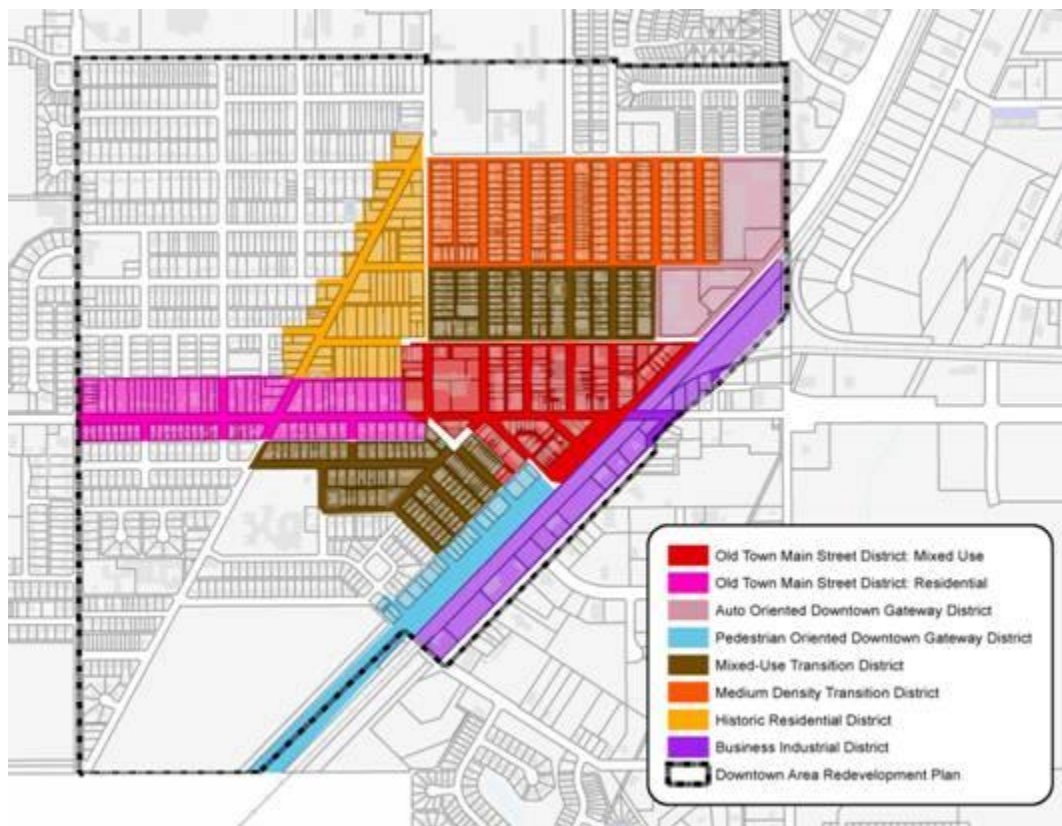 Old Town Main Street District: Mixed Use
Old Town Main Street District: Residential
Auto Oriented Downtown Gateway District
Pedestrian Oriented Downtown Gateway District
Mixed-Use Transition District
Medium Density Transition District
Historic Residential District
Business Industrial District
Downtown Area Redevelopment Plan